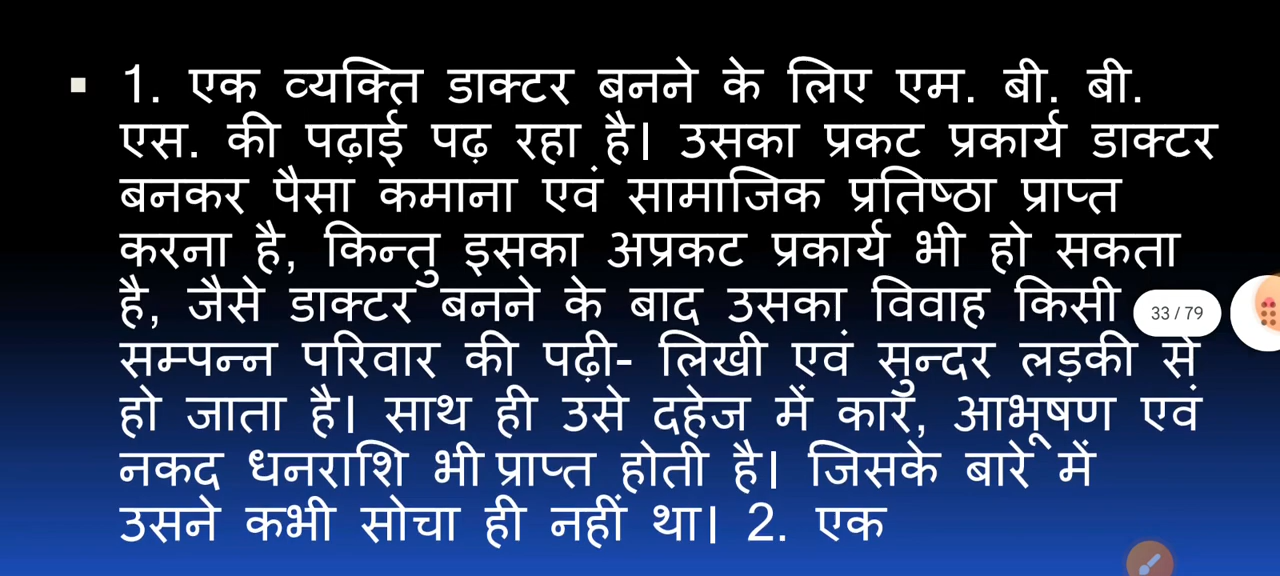 ▪ 1. एक व्यक्ति डाक्टर बनने के लिए एम. बी. बी.
एस. की पढ़ाई पढ़ रहा है। उसका प्रकट प्रकार्य डाक्टर
बनकर पैसा कमाना एवं सामाजिक प्रतिष्ठा प्राप्त
करना है, किन्तु इसका अप्रकट प्रकार्य भी हो सकता
है, जैसे डाक्टर बनने के बाद उसका विवाह किसी
33 / 79
सम्पन्न परिवार की पढ़ी- लिखी एवं सुन्दर लड़की से
हो जाता है। साथ ही उसे दहेज में कार, आभूषण एवं
नकद धनराशि भी प्राप्त होती है। जिसके बारे में
उसने कभी सोचा ही नहीं था। 2. एक